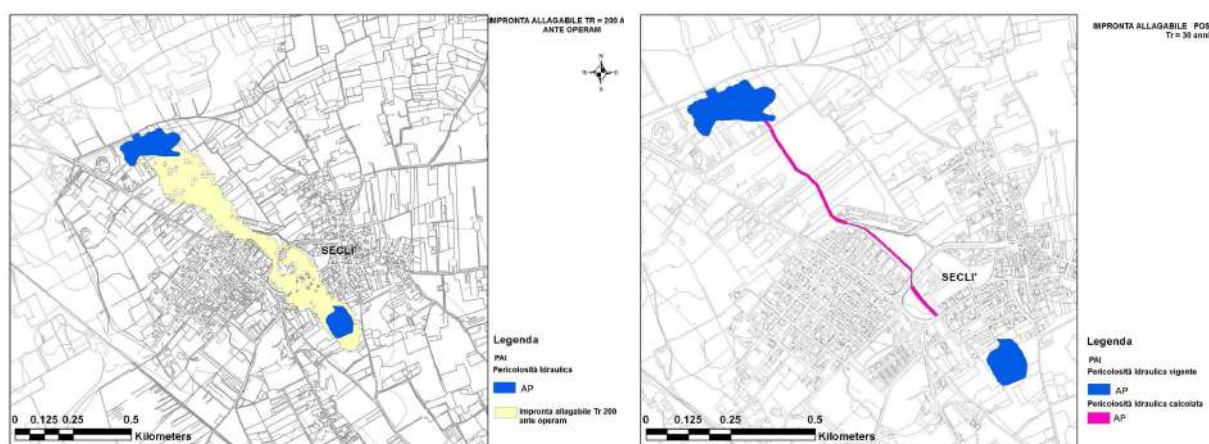 IMPRONTA ALLAGABILE TR = 200 A
ANTE OPERAM
SECLI'
Legenda
PAI
Pericolosità Idraulica
AP
Impronta allagabile Tr 200
ante operam
0 0.125 0.25 0.5
Kilometers
IMPRONTA ALLAGABILE POS
Tr = 30 anni
SECLI'
Legenda
PAI
Pericolosità Idraulica vigente
AP
Pericolosità Idraulica calcolata
AP
0 0.125 0.25 0.5
Kilometers